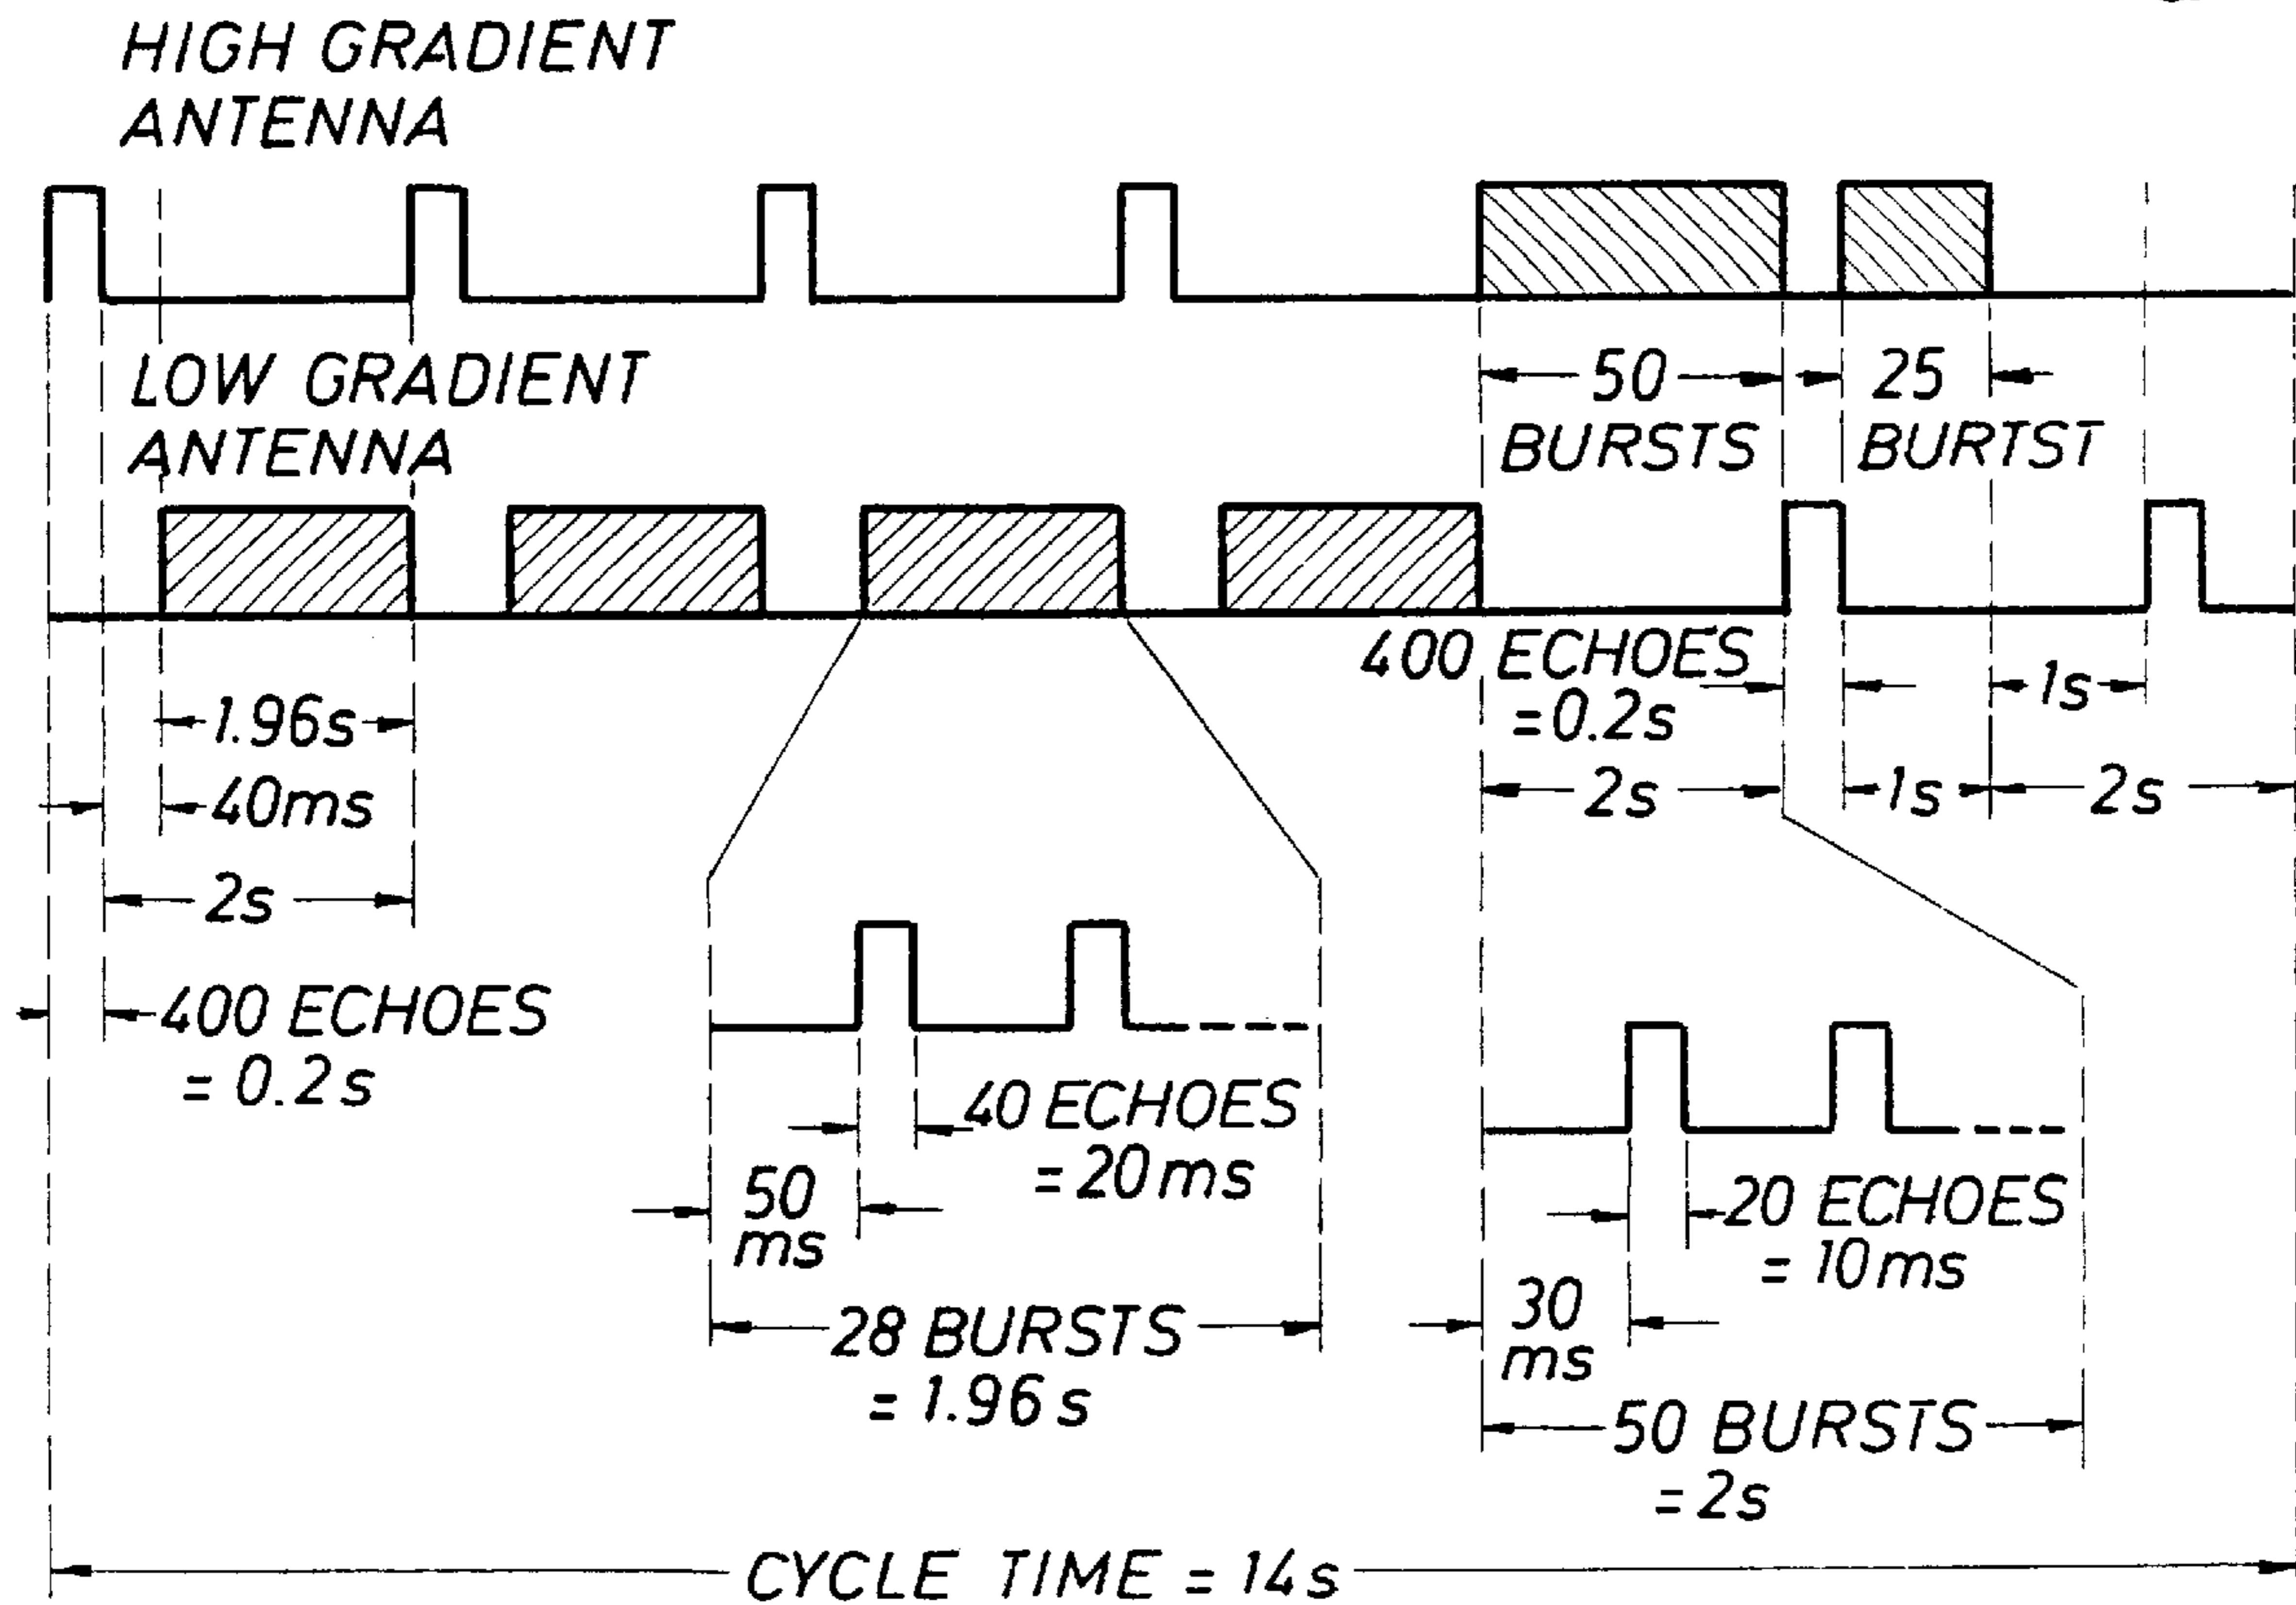 HIGH GRADIENT
ANTENNA
LOW GRADIENT
ANTENNA
50
BURSTS
25
BURTST
400 ECHOES
=0.2s
1s
1.96s
40ms
2s
1s
2s
2s
400 ECHOES
= 0.2s
40 ECHOES
= 20ms
50
ms
20 ECHOES
= 10ms
30
ms
28 BURSTS
= 1.96s
50 BURSTS
= 2s
CYCLE TIME = 14s